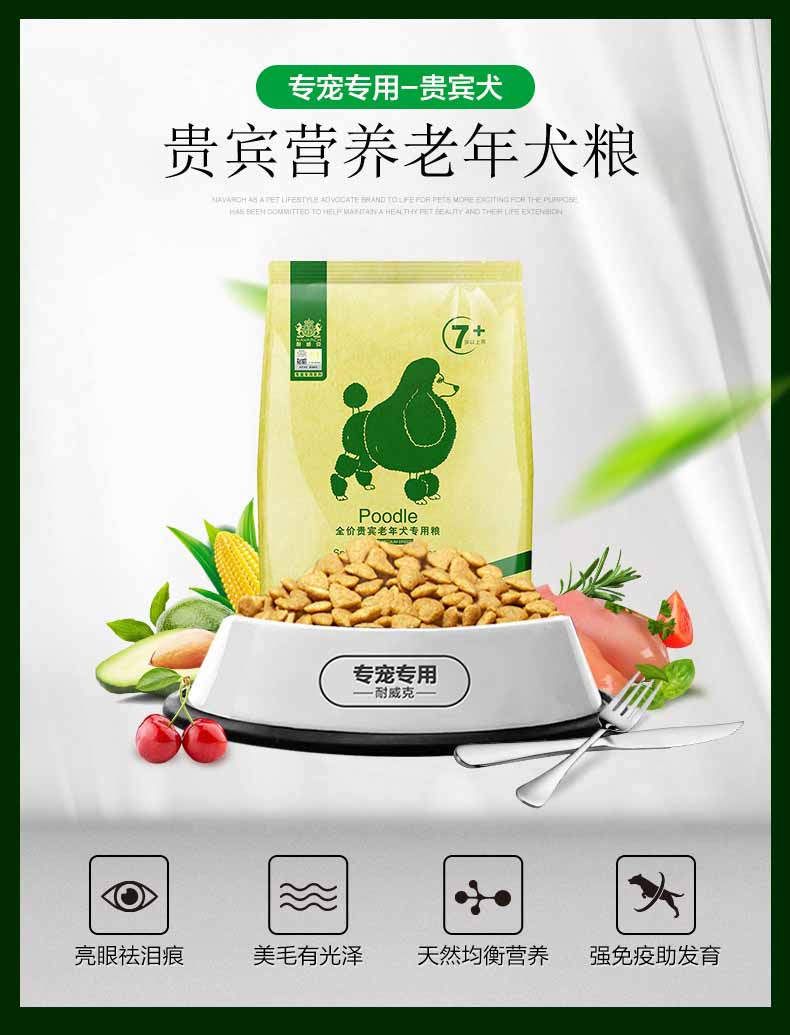 专宠专用-贵宾犬
贵宾营养老年犬粮
NAVARCH AS A PET LIFESTYLE ADVOCATE BRAND TO LIFE FOR PETS MORE EXCITING FOR THE PURPOSE,
HAS BEEN COMMITTED TO HELP MAINTAIN A HEALTHY PET BEAUTY AND THEIR LIFE EXTENSION
NAVARCH
耐威克
7+
Poodle
全价贵宾老年犬专用粮
专宠专用
耐威克
亮眼祛泪痕
美毛有光泽
天然均衡营养
强免疫助发育